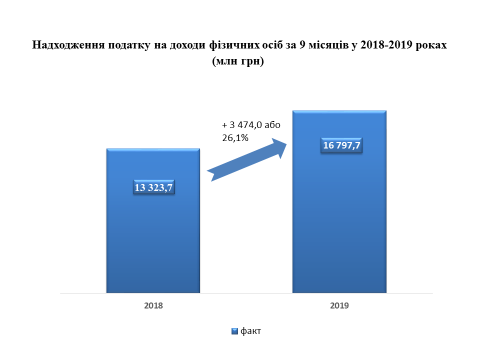 Надходження податку на доходи фізичних осіб за 9 місяців у 2018-2019 роках
(млн грн)
+ 3 474,0 або
26,1%
16 797,7
13 323,7
2018
2019
факт